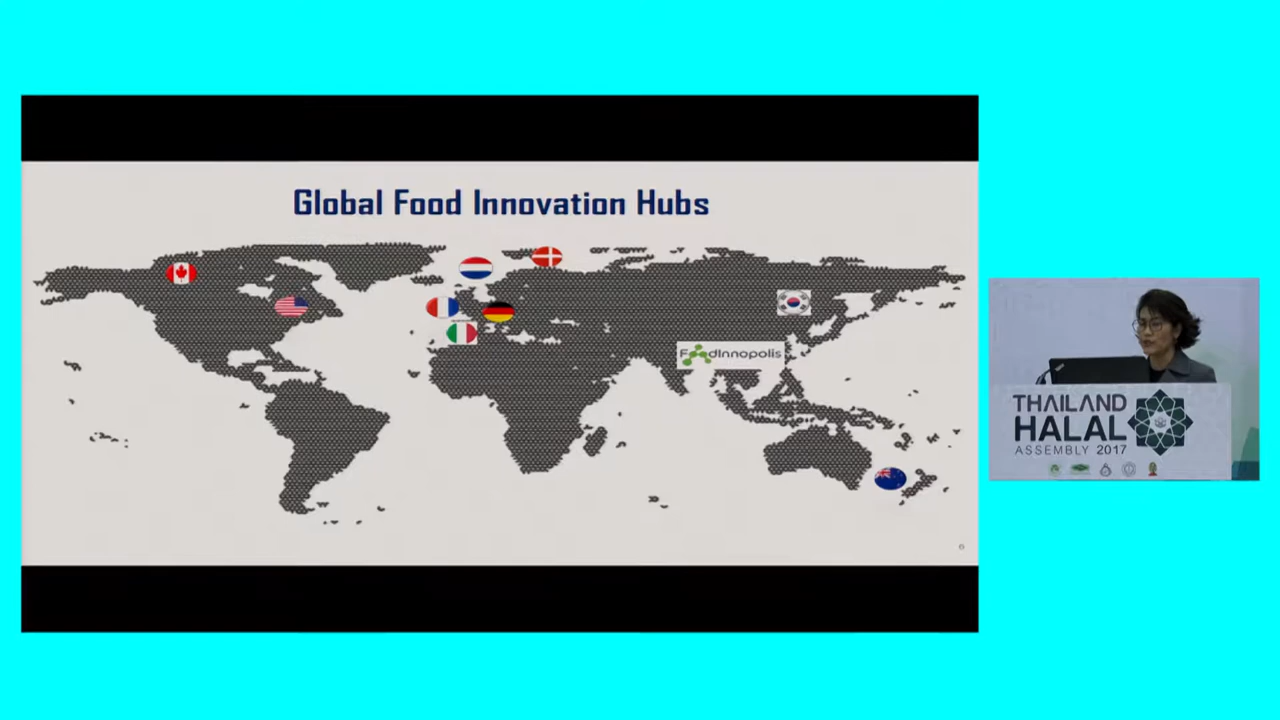 Global Food Innovation Hubs
FoodInnopolis
THAILAND
HALAL
ASSEMBLY 2017